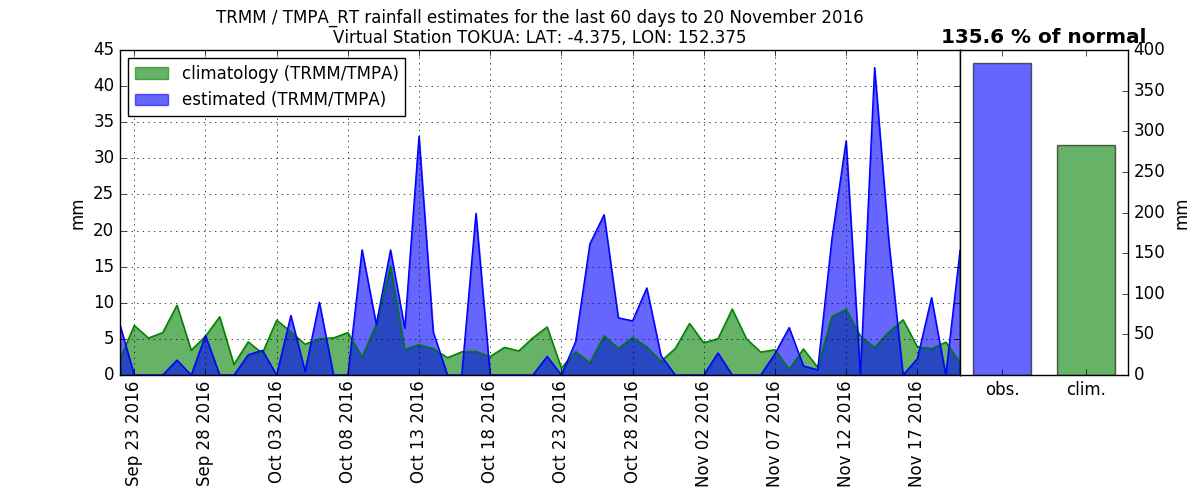 TRMM / TMPA_RT rainfall estimates for the last 60 days to 20 November 2016
Virtual Station TOKUA: LAT: -4.375, LON: 152.375
135.6 % of normal
climatology (TRMM/TMPA)
estimated (TRMM/TMPA)
mm
45
40
35
30
25
20
15
10
5
0
Sep 23 2016
Sep 28 2016
Oct 03 2016
Oct 08 2016
Oct 13 2016
Oct 18 2016
Oct 23 2016
Oct 28 2016
Nov 02 2016
Nov 07 2016
Nov 12 2016
Nov 17 2016
obs.
clim.
400
350
300
250
200
150
100
50
0
mm